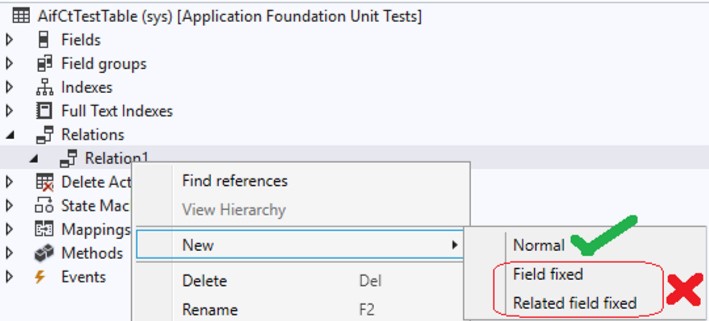 AifCtTestTable (sys) [Application Foundation Unit Tests]
Fields
Field groups
Indexes
Full Text Indexes
Relations
Relation1
Delete Act
State Mac
Mappings
Methods
Events
Find references
View Hierarchy
New
Delete Del
Rename F2
Normal
Field fixed
Related field fixed